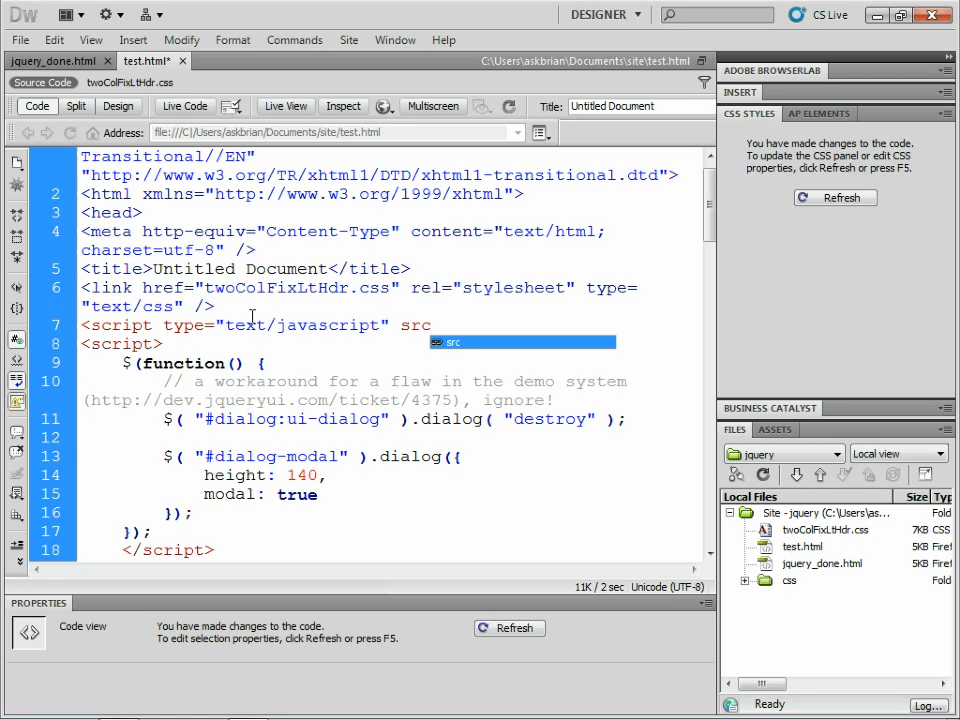 Dw DESIGNER CS Live
File Edit View Insert Modify Format Commands Site Window Help
jquery_done.html test.html* C:\Users\askbrian\Documents\site\test.html
Source Code twoColFixLtHdr.css
Code Split Design Live Code Live View Inspect Multiscreen Title: Untitled Document
Address: file:///C|/Users/askbrian/Documents/site/test.html
Transitional//EN"
"http://www.w3.org/TR/xhtml1/DTD/xhtml1-transitional.dtd">
2 <html xmlns="http://www.w3.org/1999/xhtml">
3 <head>
4 <meta http-equiv="Content-Type" content="text/html;
charset=utf-8" />
5 <title>Untitled Document</title>
6 <link href="twoColFixLtHdr.css" rel="stylesheet" type=
"text/css" />
7 <script type="text/javascript" src
src
8 <script>
9 $(function() {
10 // a workaround for a flaw in the demo system
(http://dev.jqueryui.com/ticket/4375), ignore!
11 $( "#dialog:ui-dialog" ).dialog( "destroy" );
12
13 $( "#dialog-modal" ).dialog({
14 height: 140,
15 modal: true
16 });
17 });
18 </script>
11K / 2 sec Unicode (UTF-8)
PROPERTIES
Code view You have made changes to the code.
To edit selection properties, click Refresh or press F5.
Refresh
ADOBE BROWSERLAB
INSERT
CSS STYLES AP ELEMENTS
You have made changes to the code.
To update the CSS panel or edit CSS
properties, click Refresh or press F5.
Refresh
BUSINESS CATALYST
FILES ASSETS
jquery Local view
Local Files Size Typ
Site - jquery (C:\Users\as... Fold
twoColFixLtHdr.css 7KB CSS
test.html 5KB Firef
jquery_done.html 5KB Firef
css Fold
Ready Log...